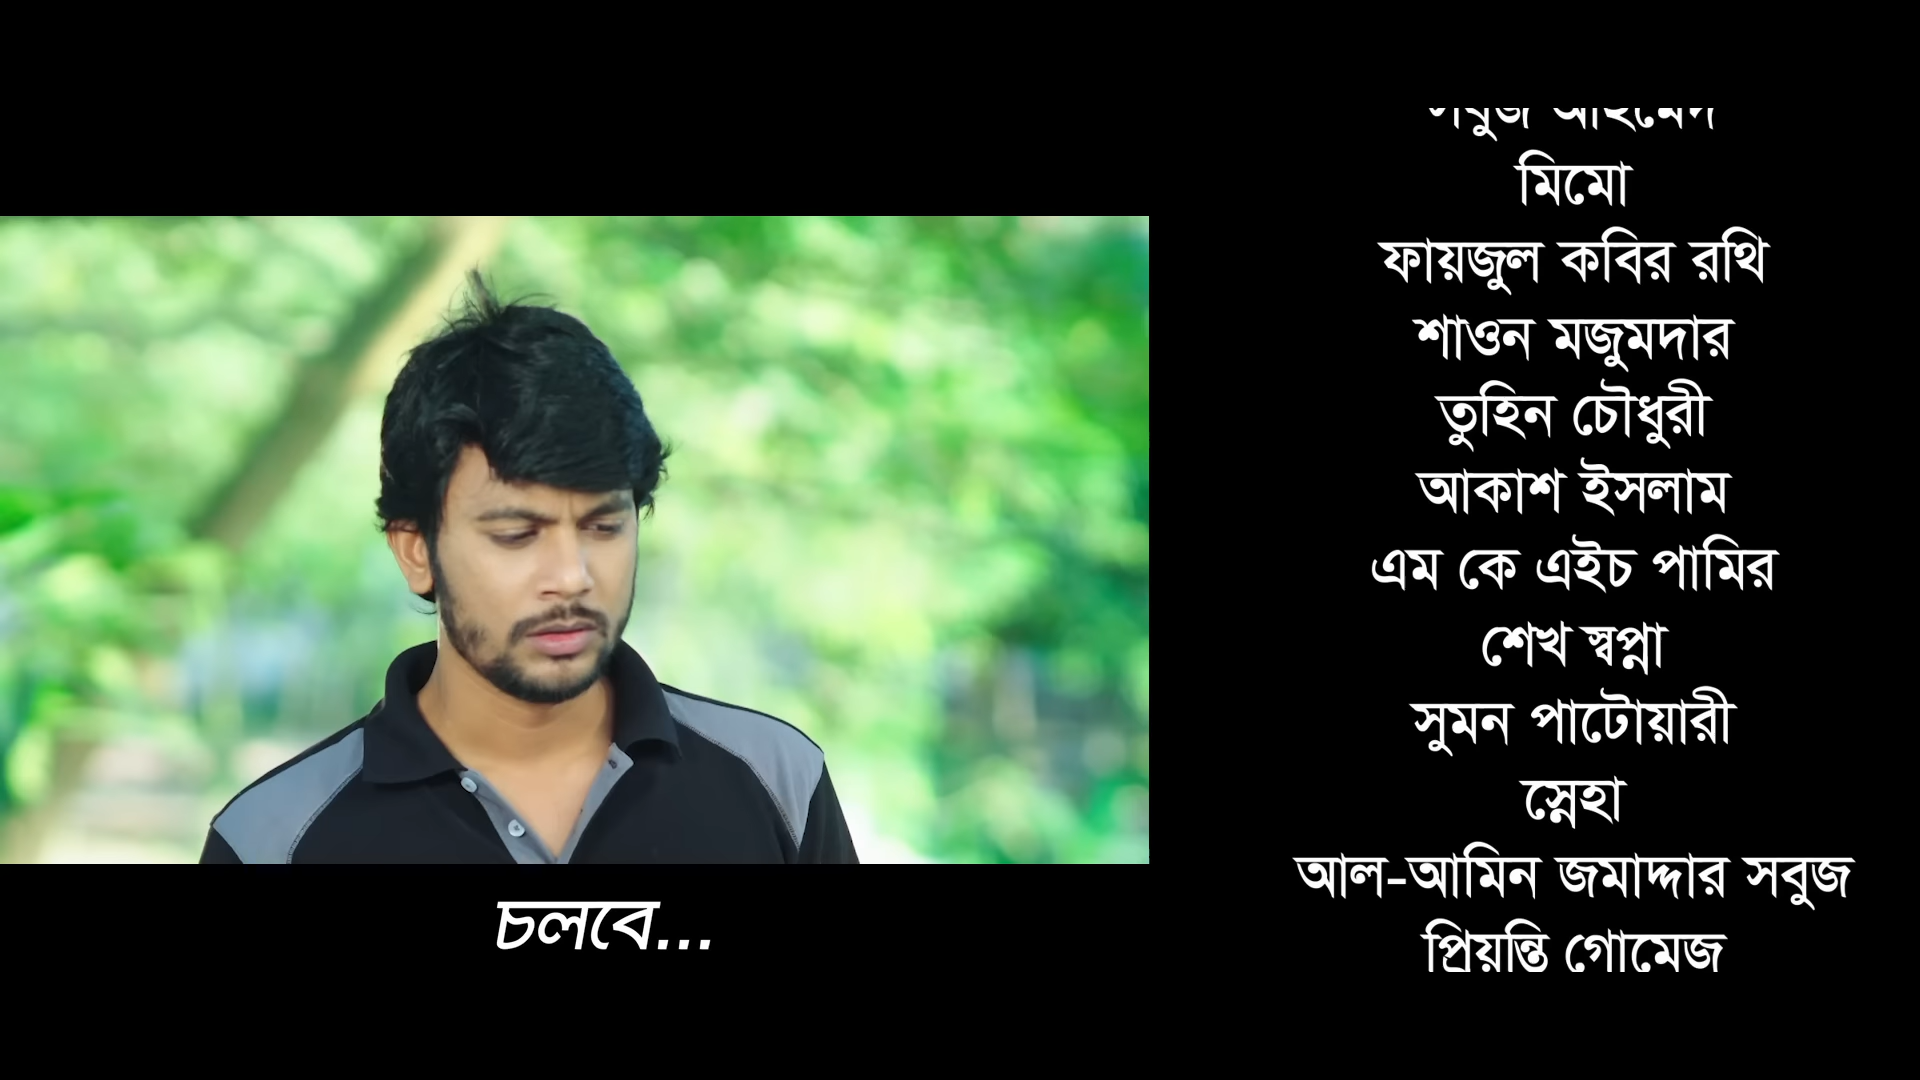 মিমো
ফায়জুল কবির রথি
শাওন মজুমদার
তুহিন চৌধুরী
আকাশ ইসলাম
এম কে এইচ পামির
শেখ স্বপ্না
সুমন পাটোয়ারী
স্নেহা
আল-আমিন জমাদ্দার সবুজ
প্রিয়ন্তি গোমেজ
চলবে...